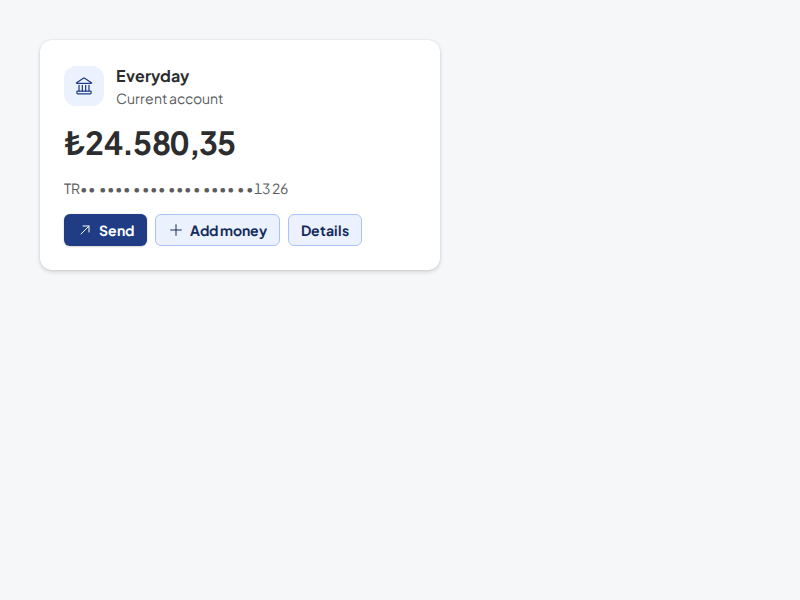 Everyday
Current account
₺24.580,35
TR•• •••• •••• •••• •••• ••13 26
Send
Add money
Details